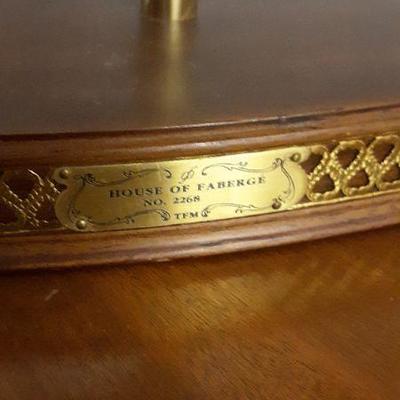 HOUSE OF FABERGE
NO. 2268
TFM